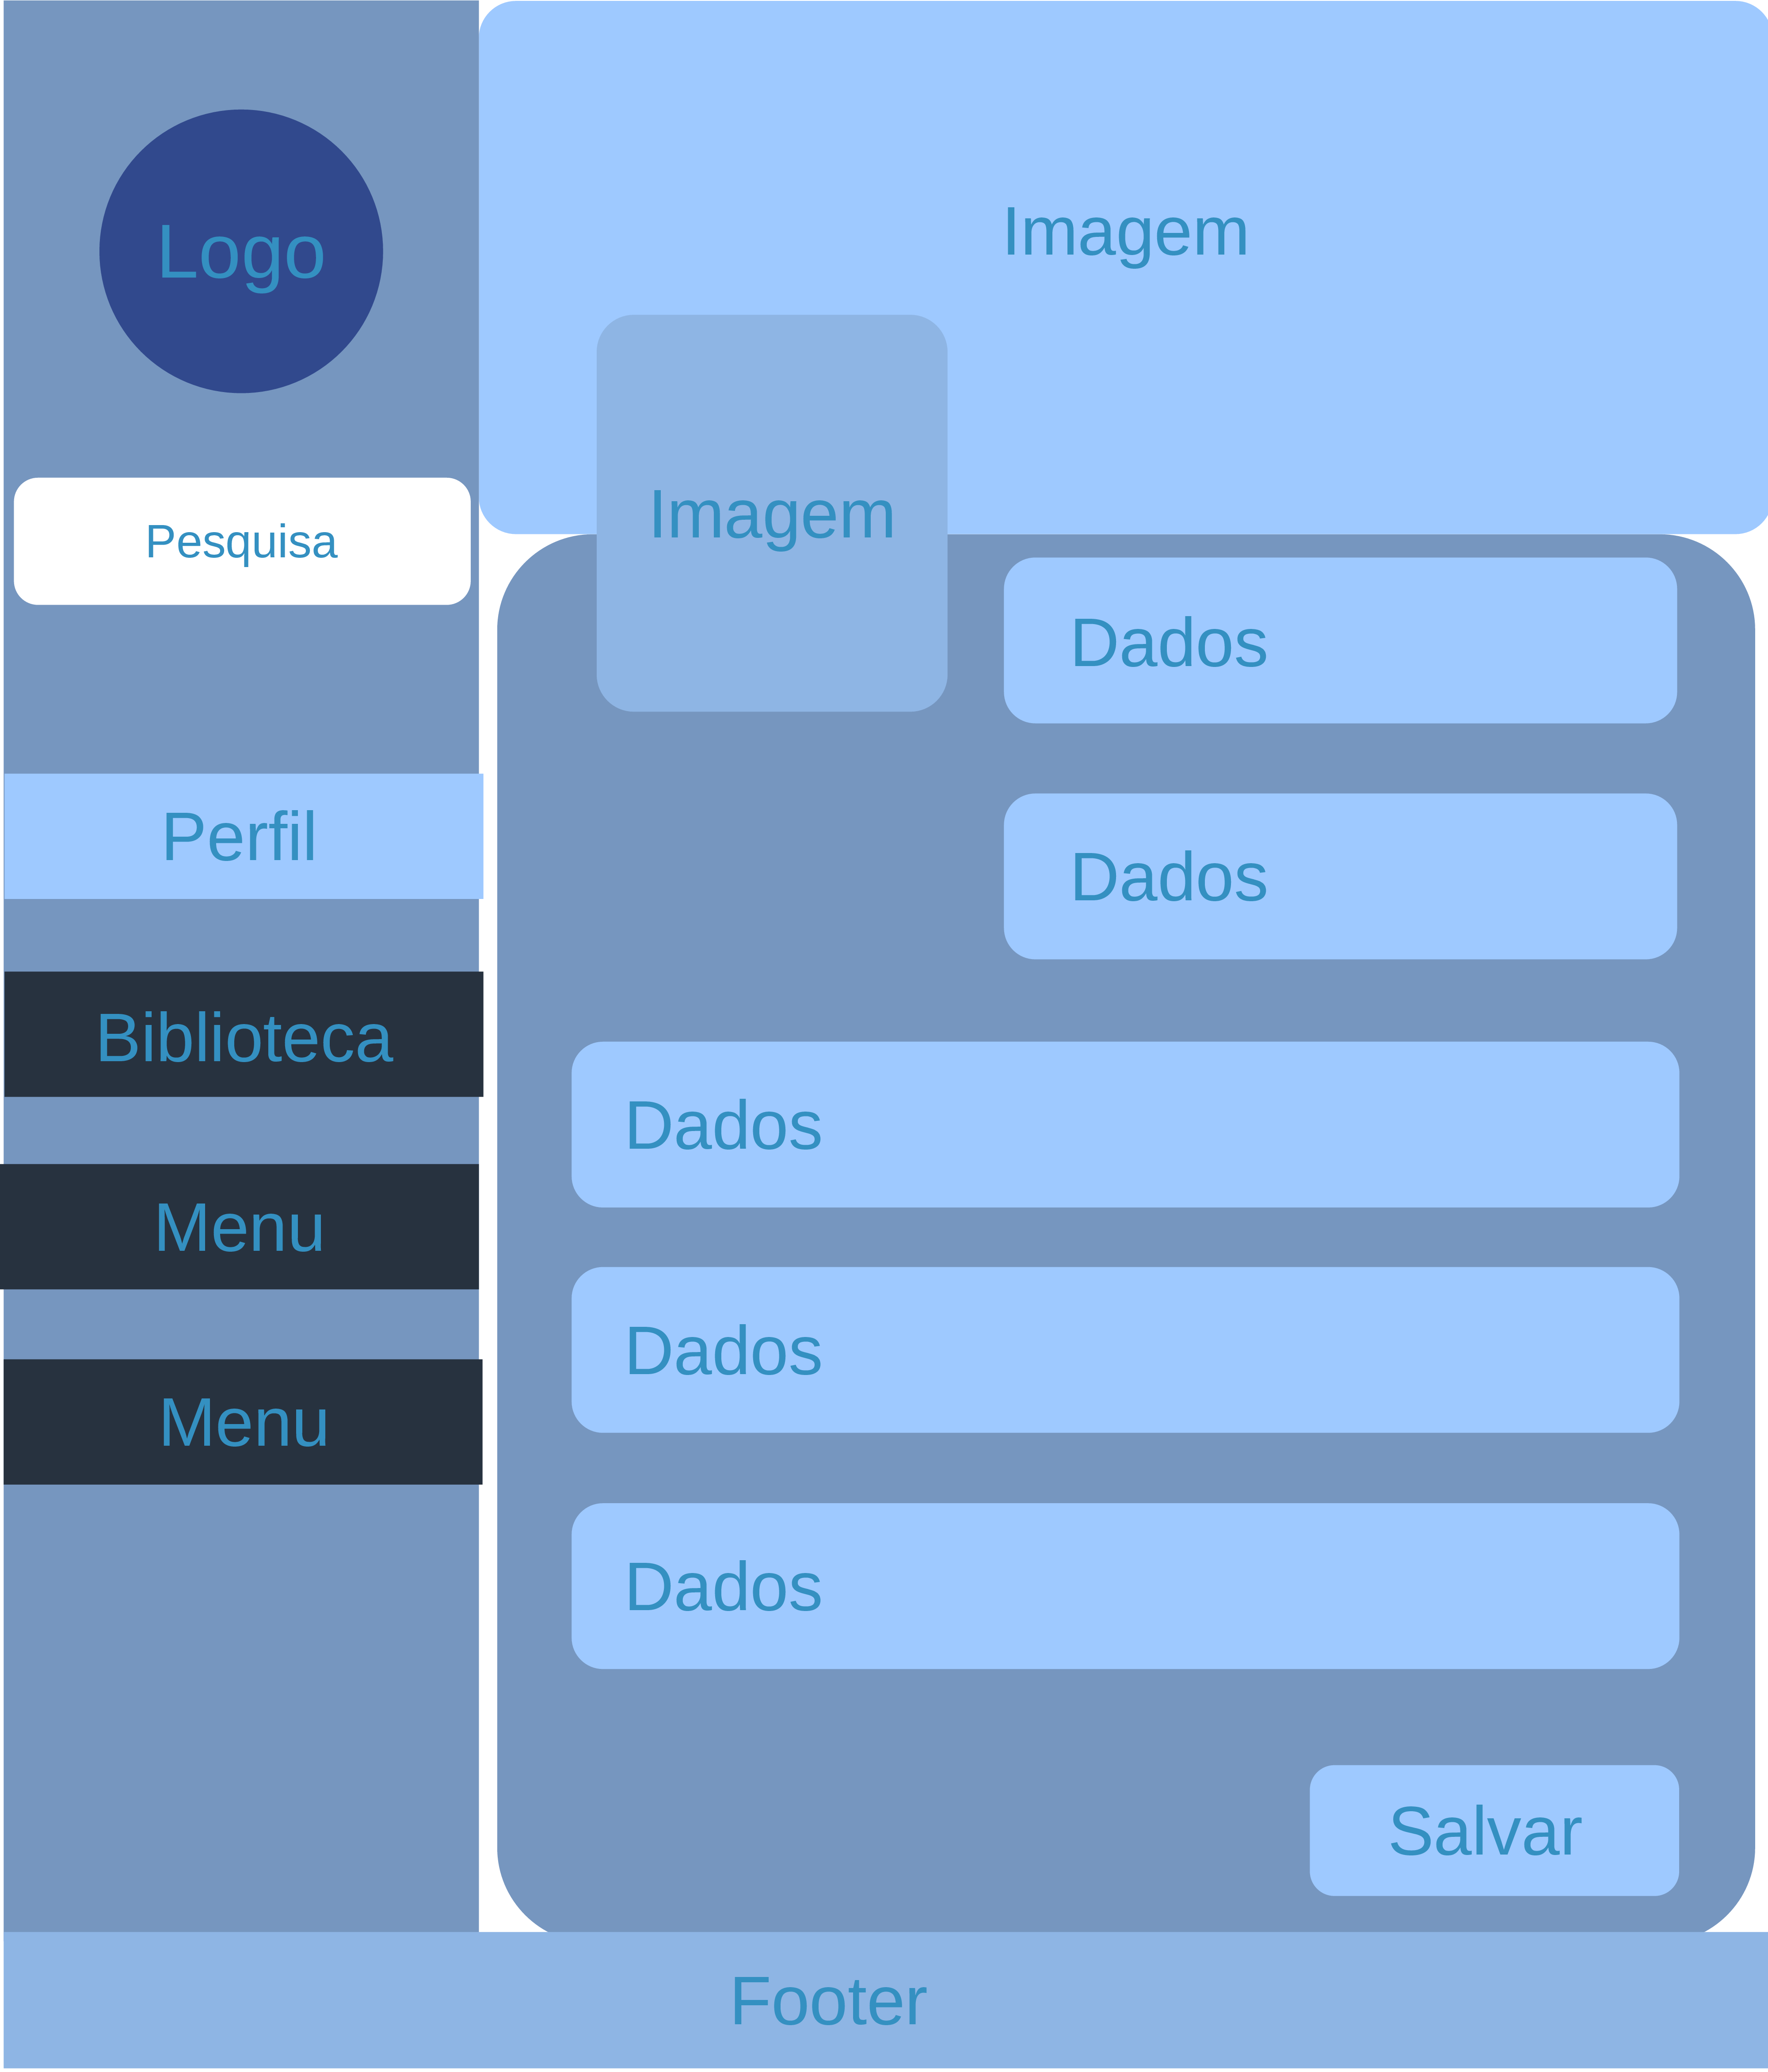 Logo
Pesquisa
Perfil
Biblioteca
Menu
Menu
Imagem
Imagem
Dados
Dados
Dados
Dados
Dados
Salvar
Footer